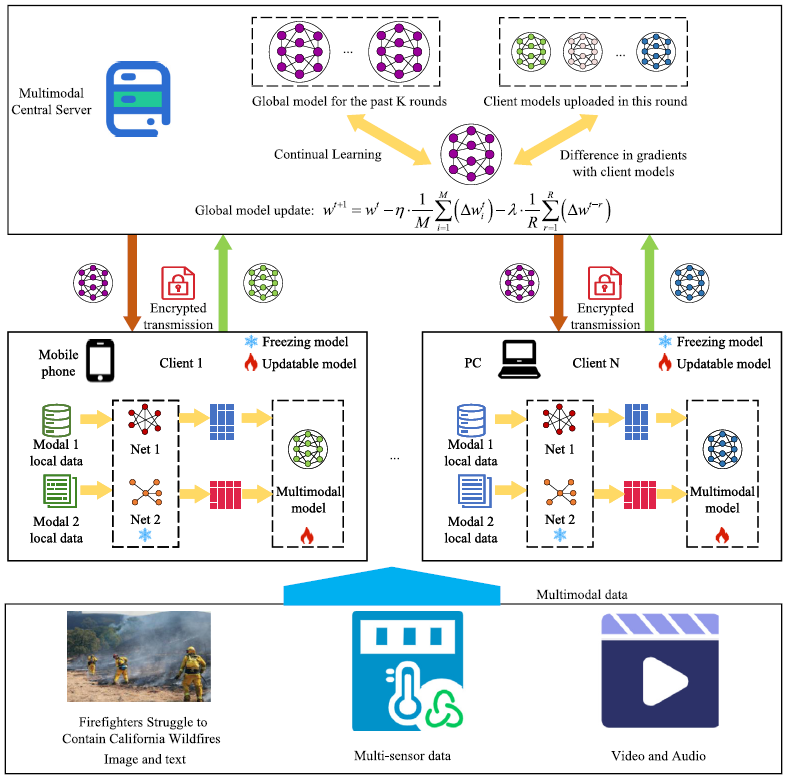 Multimodal
Central Server
...
...
Global model for the past K rounds
Client models uploaded in this round
Continual Learning
Difference in gradients
with client models
Global model update: w^{t+1} = w^t − η · \frac{1}{M} \sum_{i=1}^{M} (Δw_i^t) − λ · \frac{1}{R} \sum_{r=1}^{R} (Δw^{t−r})
Encrypted
transmission
Encrypted
transmission
Mobile
phone
Client 1
Freezing model
Updatable model
Modal 1
local data
Net 1
Modal 2
local data
Net 2
Multimodal
model
...
PC
Client N
Freezing model
Updatable model
Modal 1
local data
Net 1
Modal 2
local data
Net 2
Multimodal
model
Multimodal data
Firefighters Struggle to
Contain California Wildfires
Image and text
Multi-sensor data
Video and Audio